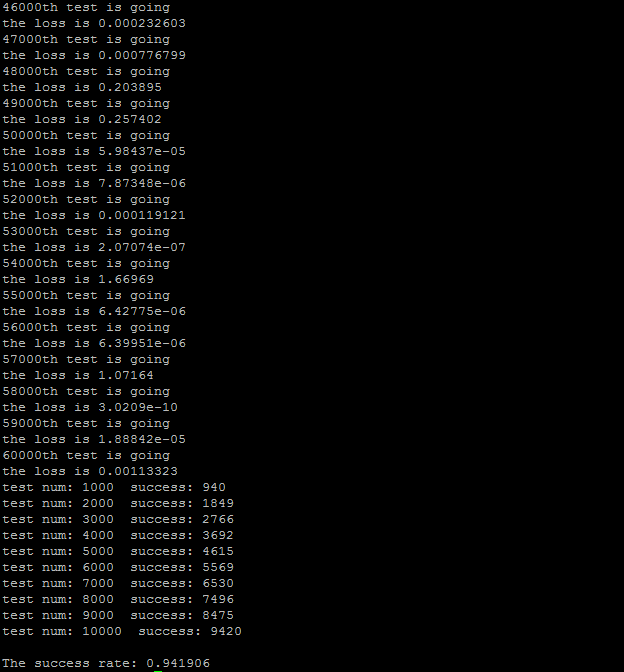 46000th test is going
the loss is 0.000232603
47000th test is going
the loss is 0.000776799
48000th test is going
the loss is 0.203895
49000th test is going
the loss is 0.257402
50000th test is going
the loss is 5.98437e-05
51000th test is going
the loss is 7.87348e-06
52000th test is going
the loss is 0.000119121
53000th test is going
the loss is 2.07074e-07
54000th test is going
the loss is 1.66969
55000th test is going
the loss is 6.42775e-06
56000th test is going
the loss is 6.39951e-06
57000th test is going
the loss is 1.07164
58000th test is going
the loss is 3.0209e-10
59000th test is going
the loss is 1.88842e-05
60000th test is going
the loss is 0.00113323
test num: 1000  success: 940
test num: 2000  success: 1849
test num: 3000  success: 2766
test num: 4000  success: 3692
test num: 5000  success: 4615
test num: 6000  success: 5569
test num: 7000  success: 6530
test num: 8000  success: 7496
test num: 9000  success: 8475
test num: 10000  success: 9420
The success rate: 0.941906